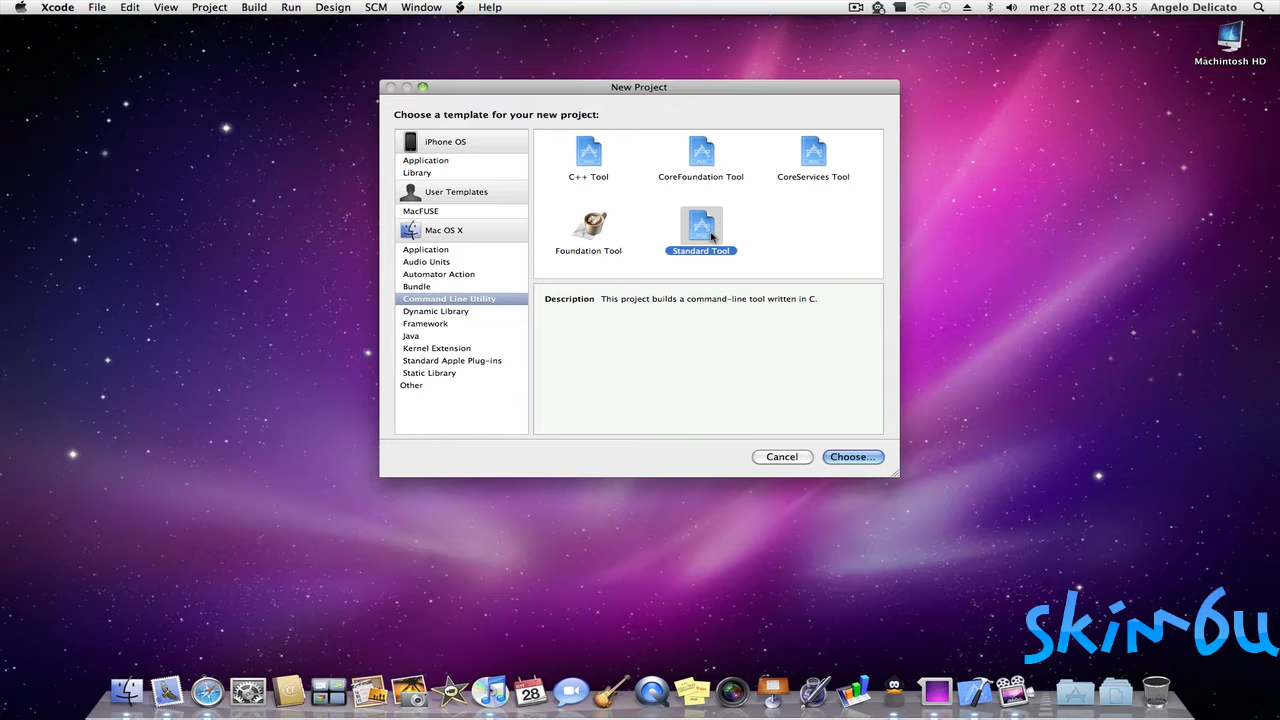 Xcode File Edit View Project Build Run Design SCM Window Help mer 28 ott 22.40.35 Angelo Delicato
Machintosh HD
New Project
Choose a template for your new project:
iPhone OS
Application
Library
User Templates
MacFUSE
Mac OS X
Application
Audio Units
Automator Action
Bundle
Command Line Utility
Dynamic Library
Framework
Java
Kernel Extension
Standard Apple Plug-ins
Static Library
Other
C++ Tool CoreFoundation Tool CoreServices Tool
Foundation Tool Standard Tool
Description This project builds a command-line tool written in C.
Cancel Choose...
skim6u
28